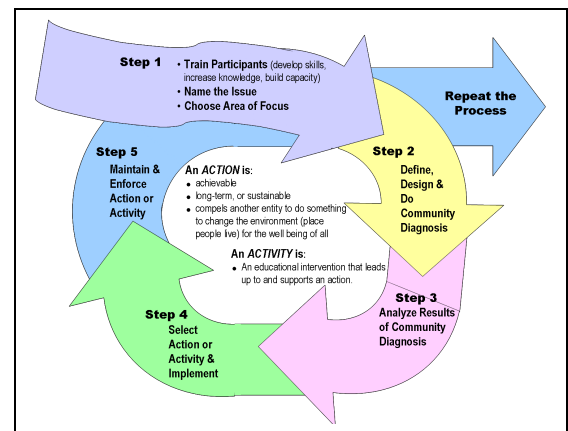 Step 1
• Train Participants (develop skills,
increase knowledge, build capacity)
• Name the Issue
• Choose Area of Focus
Repeat the
Process
Step 2
Define,
Design &
Do
Community
Diagnosis
Step 3
Analyze Results
of Community
Diagnosis
Step 4
Select
Action or
Activity &
Implement
Step 5
Maintain &
Enforce
Action or
Activity
An ACTION is:
• achievable
• long-term, or sustainable
• compels another entity to do something
to change the environment (place
people live) for the well being of all
An ACTIVITY is:
• An educational intervention that leads
up to and supports an action.